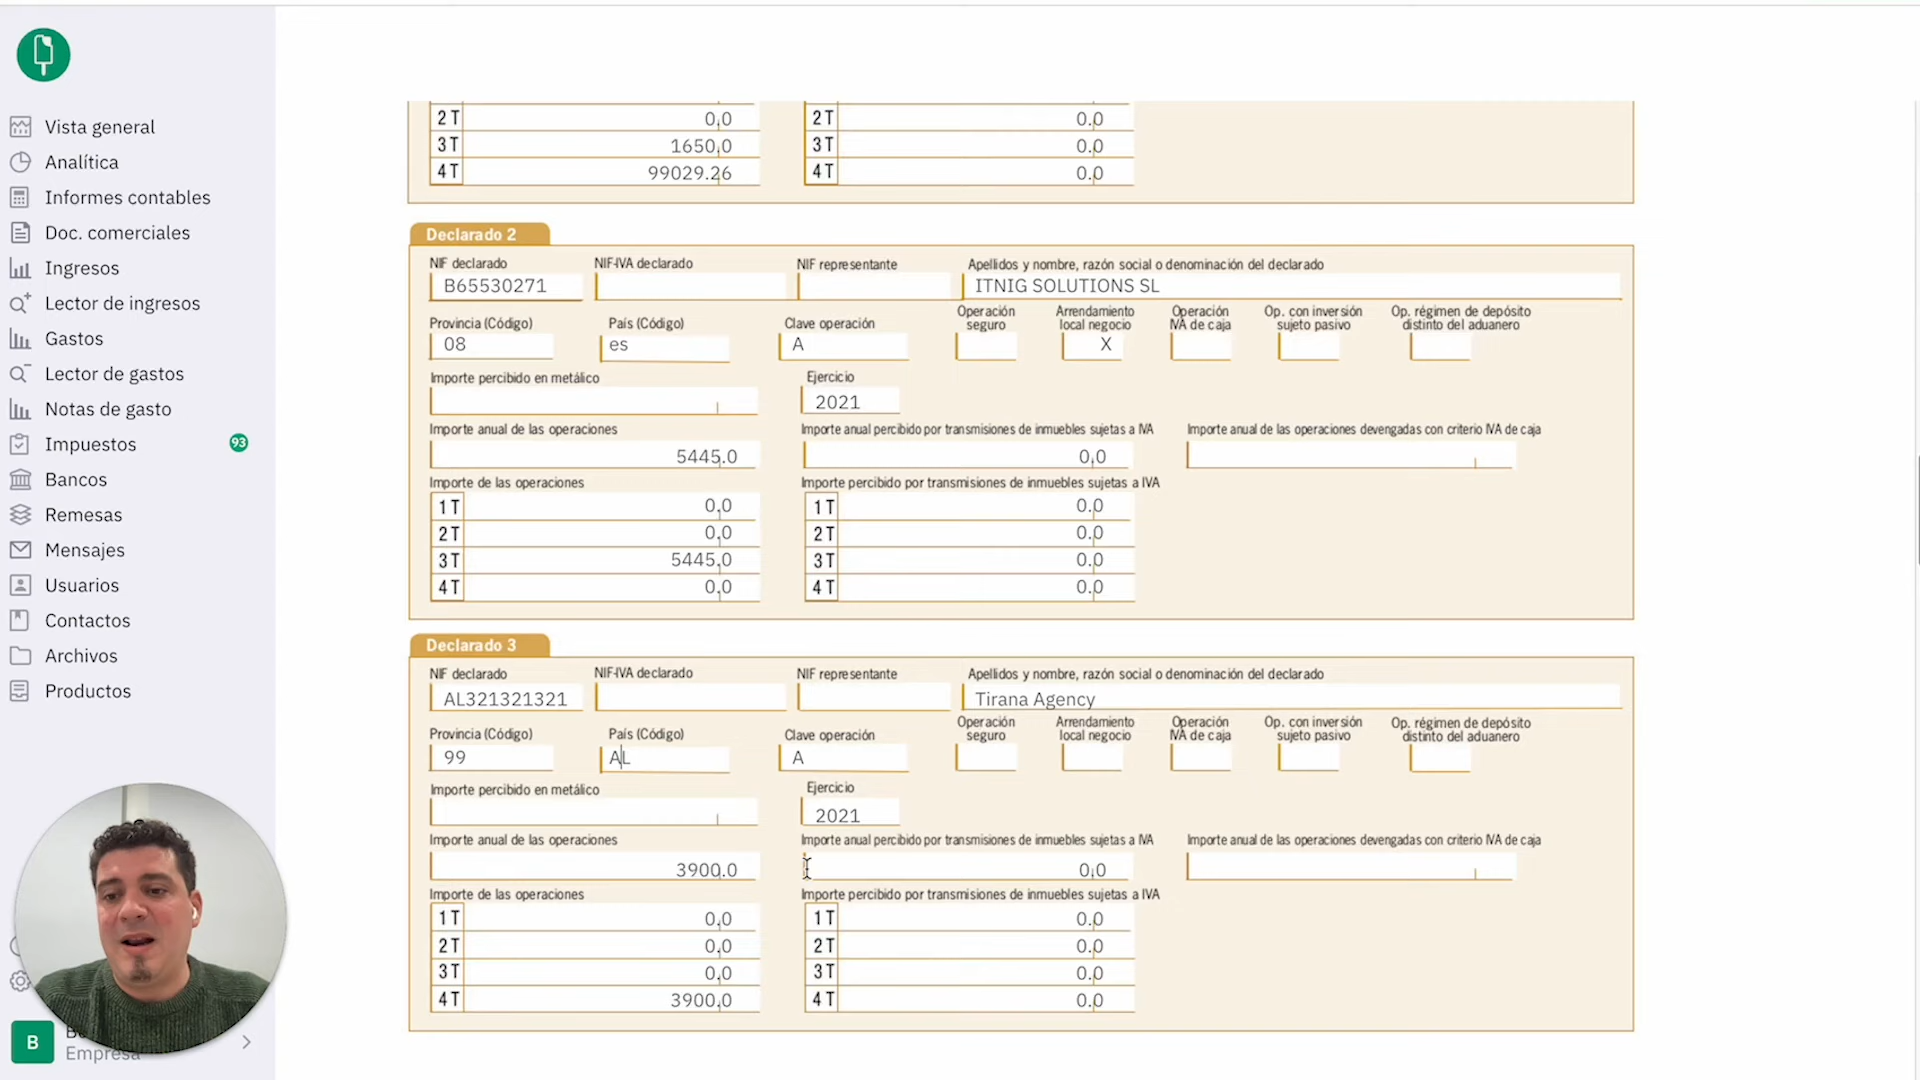 Vista general
Analítica
Informes contables
Doc. comerciales
Ingresos
Lector de ingresos
Gastos
Lector de gastos
Notas de gasto
Impuestos 93
Bancos
Remesas
Mensajes
Usuarios
Contactos
Archivos
Productos
B
Empresa
2 T 0,0 2 T 0.0
3 T 1650,0 3 T 0.0
4 T 99029.26 4 T 0.0
Declarado 2
NIF declarado NIF-IVA declarado NIF representante Apellidos y nombre, razón social o denominación del declarado
B65530271 ITNIG SOLUTIONS SL
Provincia (Código) País (Código) Clave operación Operación seguro Arrendamiento local negocio Operación IVA de caja Op. con inversión sujeto pasivo Op. régimen de depósito distinto del aduanero
08 es A X
Importe percibido en metálico Ejercicio
2021
Importe anual de las operaciones Importe anual percibido por transmisiones de inmuebles sujetas a IVA Importe anual de las operaciones devengadas con criterio IVA de caja
5445.0 0,0
Importe de las operaciones Importe percibido por transmisiones de inmuebles sujetas a IVA
1 T 0,0 1 T 0.0
2 T 0,0 2 T 0.0
3 T 5445,0 3 T 0.0
4 T 0,0 4 T 0.0
Declarado 3
NIF declarado NIF-IVA declarado NIF representante Apellidos y nombre, razón social o denominación del declarado
AL321321321 Tirana Agency
Provincia (Código) País (Código) Clave operación Operación seguro Arrendamiento local negocio Operación IVA de caja Op. con inversión sujeto pasivo Op. régimen de depósito distinto del aduanero
99 AL A
Importe percibido en metálico Ejercicio
2021
Importe anual de las operaciones Importe anual percibido por transmisiones de inmuebles sujetas a IVA Importe anual de las operaciones devengadas con criterio IVA de caja
3900.0 0,0
Importe de las operaciones Importe percibido por transmisiones de inmuebles sujetas a IVA
1 T 0,0 1 T 0.0
2 T 0,0 2 T 0.0
3 T 0,0 3 T 0.0
4 T 3900,0 4 T 0.0